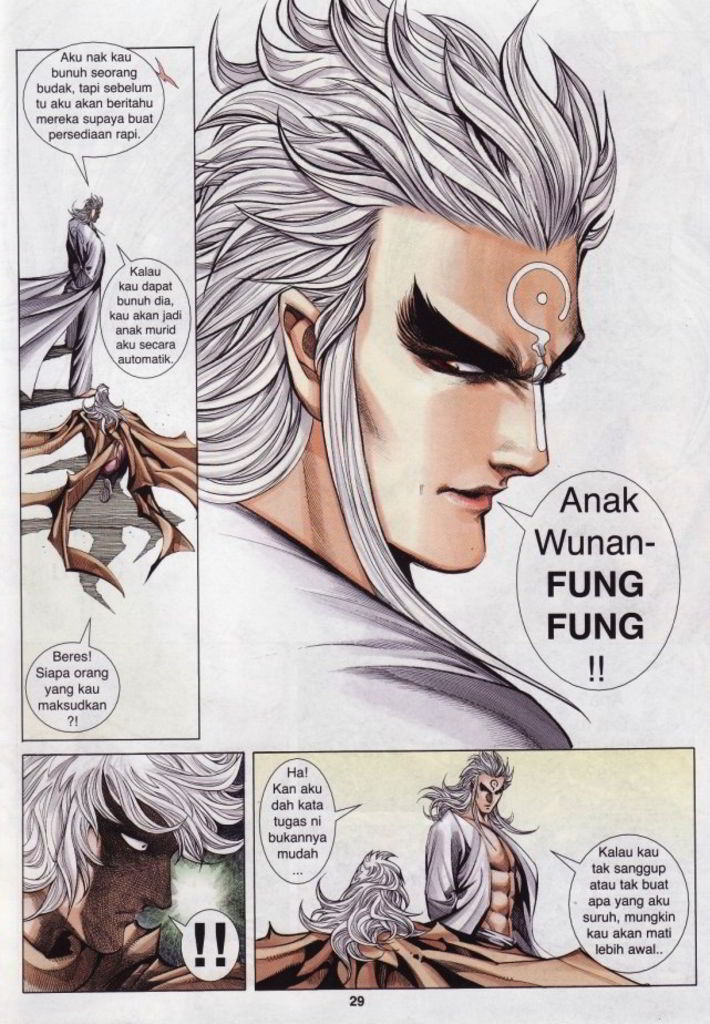 Aku nak kau
bunuh seorang
budak, tapi sebelum
tu aku akan beritahu
mereka supaya buat
persediaan rapi.
Kalau
kau dapat
bunuh dia,
kau akan jadi
anak murid
aku secara
automatik.
Beres!
Siapa orang
yang kau
maksudkan
?!
Anak
Wunan-
FUNG
FUNG
!!
!!
Ha!
Kan aku
dah kata
tugas ni
bukannya
mudah
...
Kalau kau
tak sanggup
atau tak buat
apa yang aku
suruh, mungkin
kau akan mati
lebih awal..
29